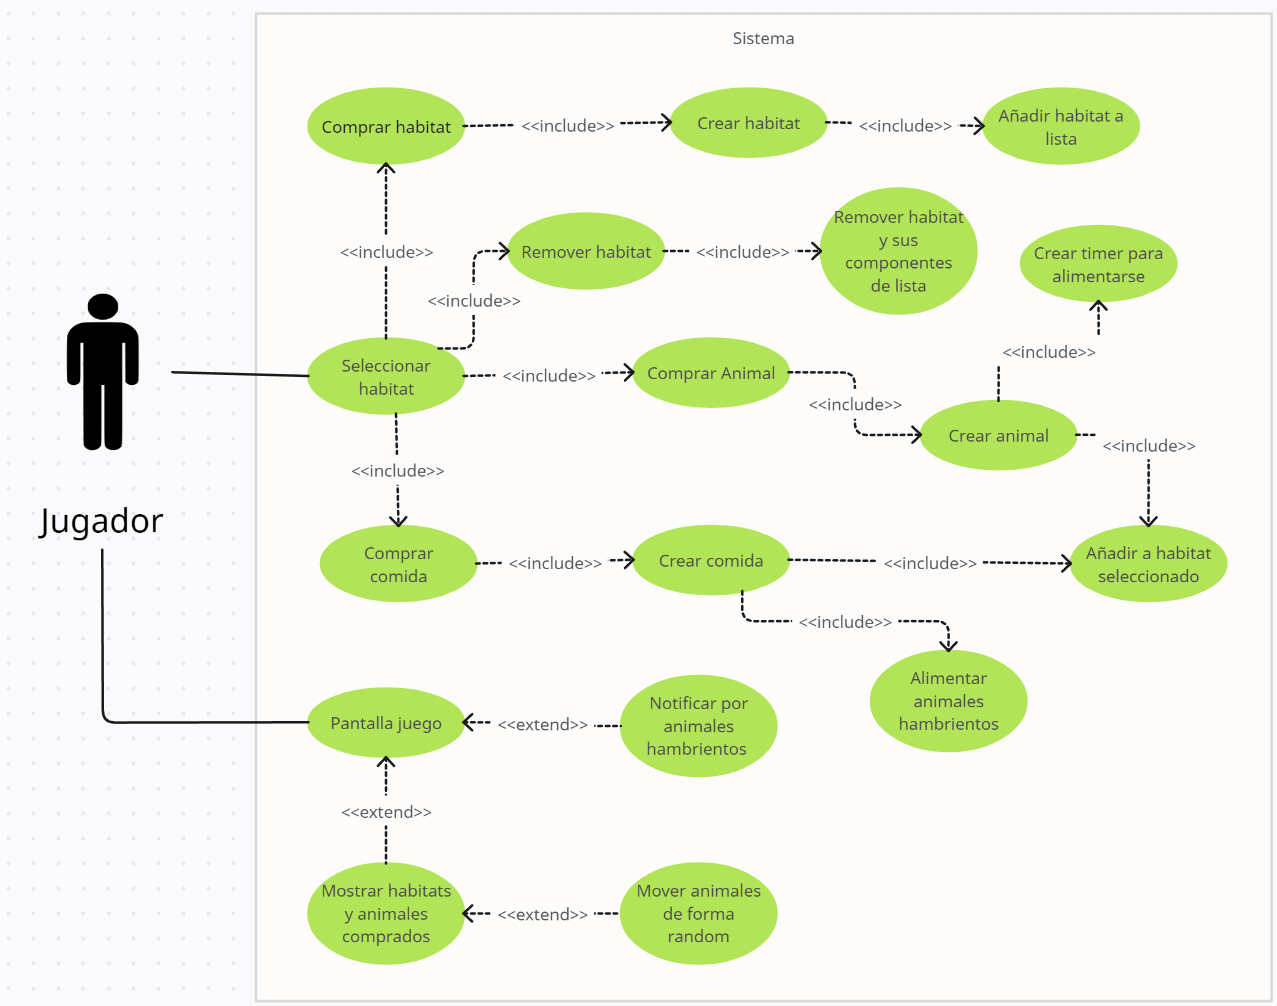 Sistema
Comprar habitat
<<include>>
Crear habitat
<<include>>
Añadir habitat a
lista
<<include>>
<<include>>
Remover habitat
<<include>>
Remover habitat
y sus
componentes
de lista
Crear timer para
alimentarse
<<include>>
Seleccionar
habitat
<<include>>
Comprar Animal
<<include>>
Crear animal
<<include>>
<<include>>
Jugador
Comprar
comida
<<include>>
Crear comida
<<include>>
Añadir a habitat
seleccionado
<<include>>
Alimentar
animales
hambrientos
Pantalla juego
<<extend>>
Notificar por
animales
hambrientos
<<extend>>
Mostrar habitats
y animales
comprados
<<extend>>
Mover animales
de forma
random